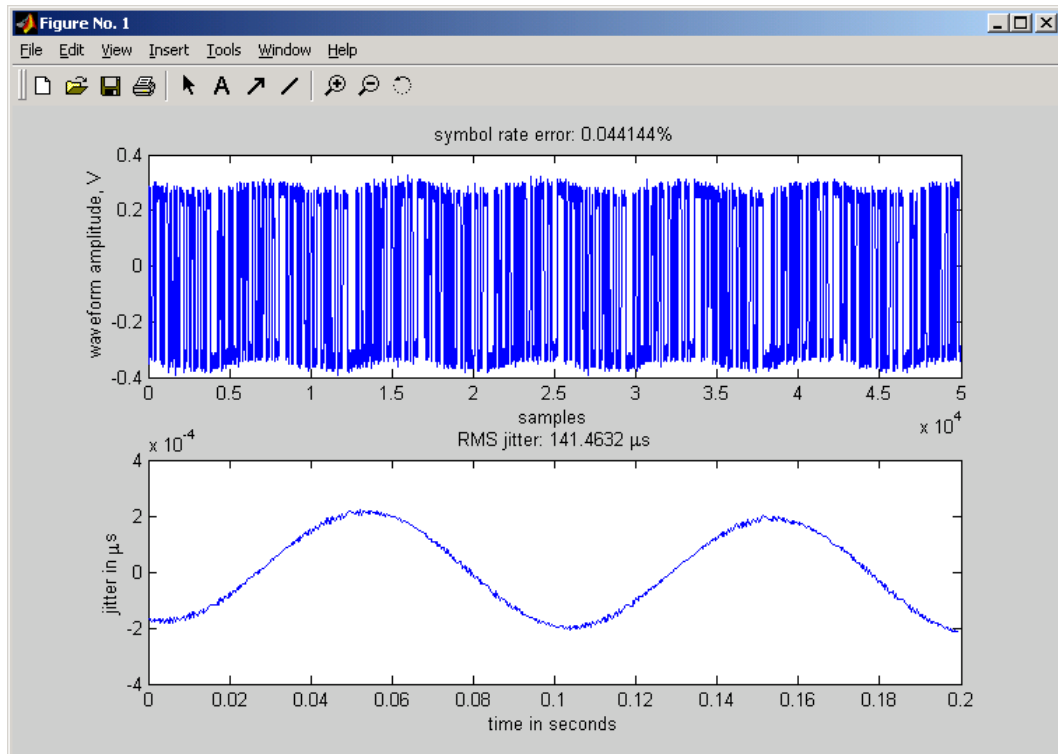 Figure No. 1
File Edit View Insert Tools Window Help
A
symbol rate error: 0.044144%
waveform amplitude, V
0.4
0.2
0
-0.2
-0.4
0 0.5 1 1.5 2 2.5 3 3.5 4 4.5 5
samples
x 10^4
RMS jitter: 141.4632 µs
x 10^-4
jitter in µs
4
2
0
-2
-4
0 0.02 0.04 0.06 0.08 0.1 0.12 0.14 0.16 0.18 0.2
time in seconds